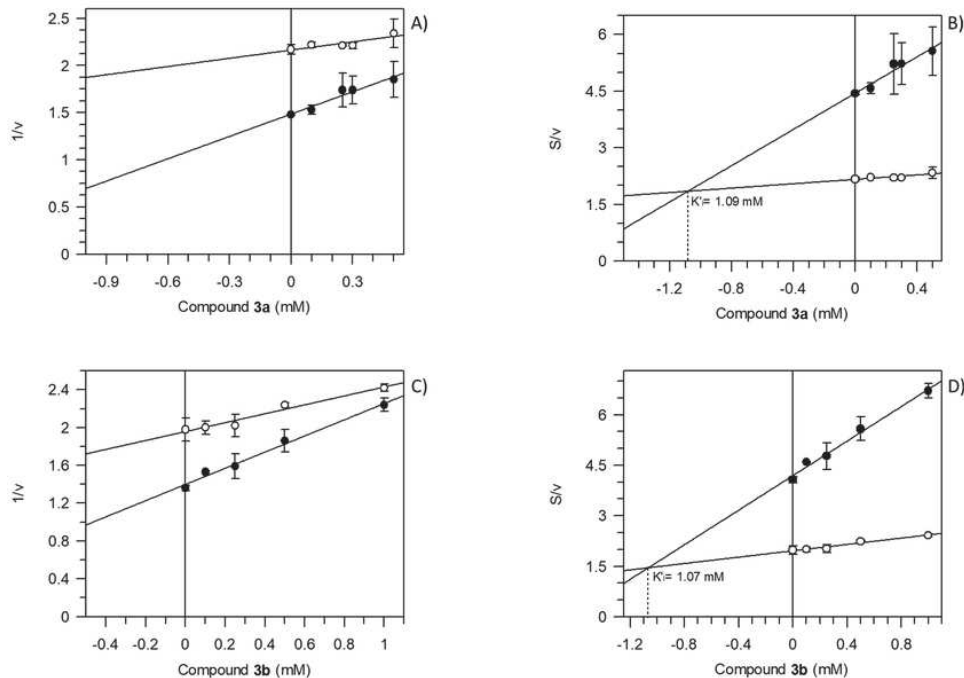 A)
2.5
2
1.5
1
0.5
0
1/v
-0.9 -0.6 -0.3 0 0.3
Compound 3a (mM)
B)
6
4.5
3
1.5
0
S/v
K'i= 1.09 mM
-1.2 -0.8 -0.4 0 0.4
Compound 3a (mM)
C)
2.4
2
1.6
1.2
0.8
0.4
0
1/v
-0.4 -0.2 0 0.2 0.4 0.6 0.8 1
Compound 3b (mM)
D)
6
4.5
3
1.5
0
S/v
K'i= 1.07 mM
-1.2 -0.8 -0.4 0 0.4 0.8
Compound 3b (mM)